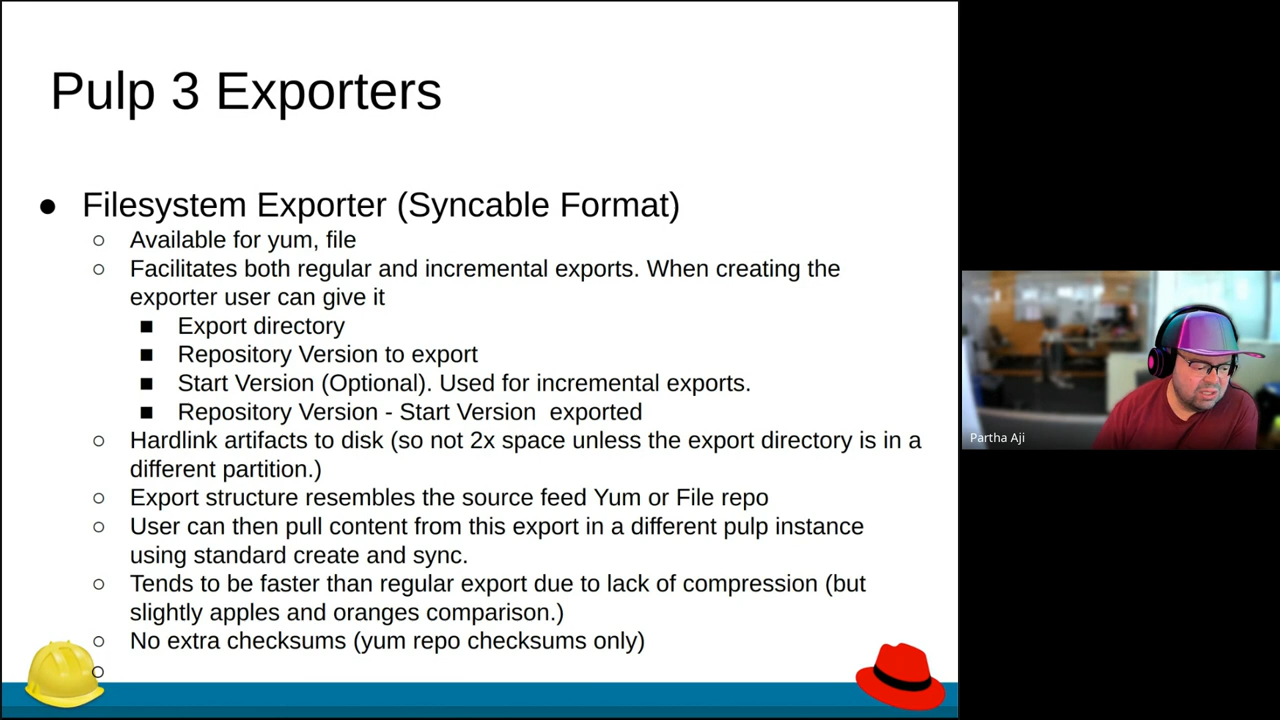 Pulp 3 Exporters
● Filesystem Exporter (Syncable Format)
○ Available for yum, file
○ Facilitates both regular and incremental exports. When creating the
exporter user can give it
■ Export directory
■ Repository Version to export
■ Start Version (Optional). Used for incremental exports.
■ Repository Version - Start Version  exported
○ Hardlink artifacts to disk (so not 2x space unless the export directory is in a
different partition.)
○ Export structure resembles the source feed Yum or File repo
○ User can then pull content from this export in a different pulp instance
using standard create and sync.
○ Tends to be faster than regular export due to lack of compression (but
slightly apples and oranges comparison.)
○ No extra checksums (yum repo checksums only)
○
Partha Aji